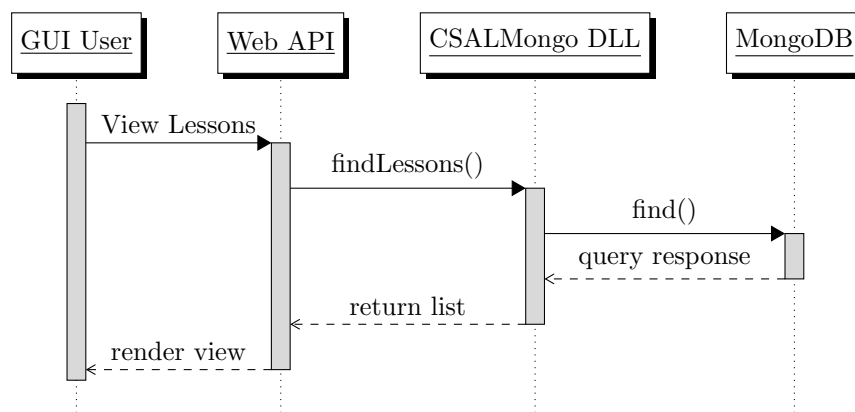 GUI User
Web API
CSALMongo DLL
MongoDB
View Lessons
findLessons()
find()
query response
return list
render view